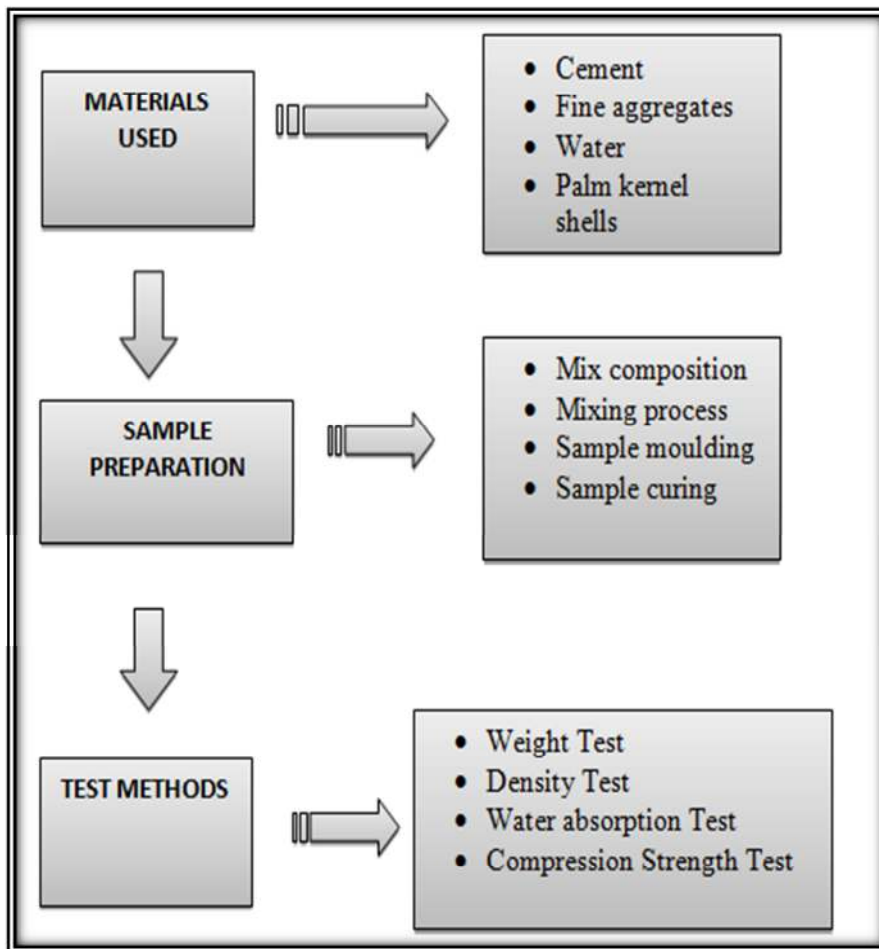 MATERIALS
USED
• Cement
• Fine aggregates
• Water
• Palm kernel
shells
SAMPLE
PREPARATION
• Mix composition
• Mixing process
• Sample moulding
• Sample curing
TEST METHODS
• Weight Test
• Density Test
• Water absorption Test
• Compression Strength Test